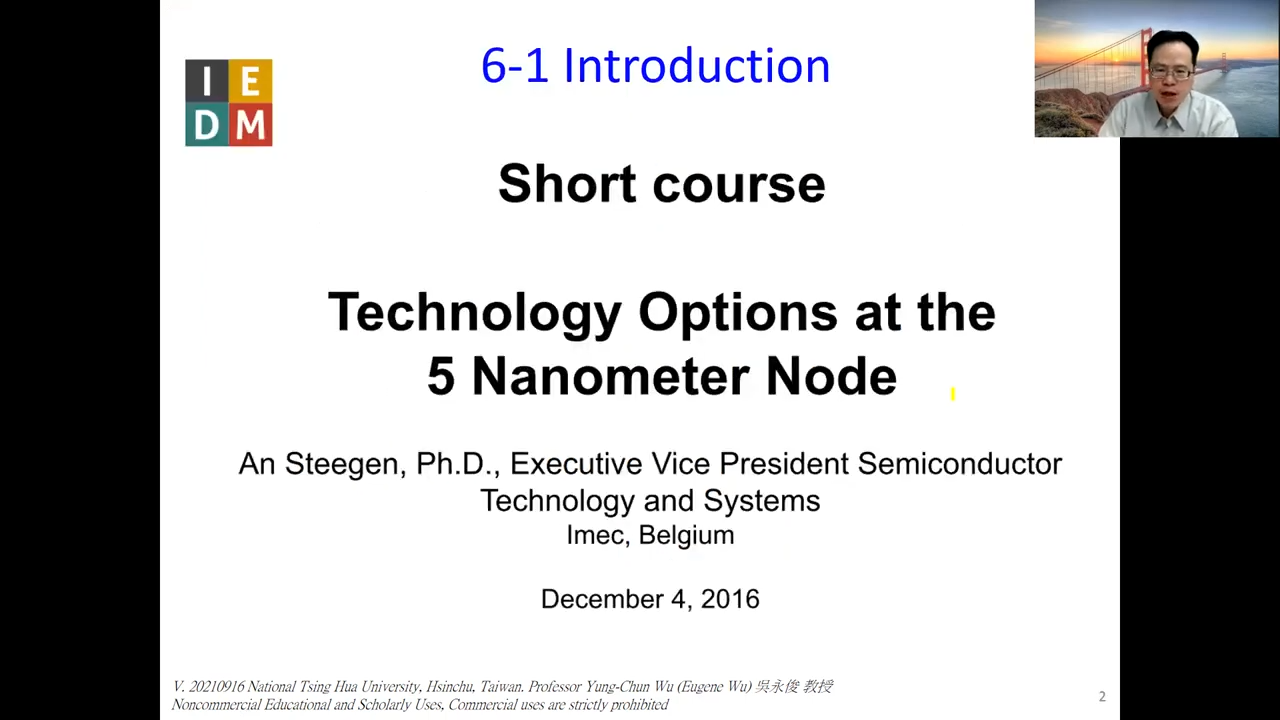 6-1 Introduction
I E
D M
Short course
Technology Options at the
5 Nanometer Node
An Steegen, Ph.D., Executive Vice President Semiconductor
Technology and Systems
Imec, Belgium
December 4, 2016
V. 20210916 National Tsing Hua University, Hsinchu, Taiwan. Professor Yung-Chun Wu (Eugene Wu) 吳永俊 教授
Noncommercial Educational and Scholarly Uses, Commercial uses are strictly prohibited
2